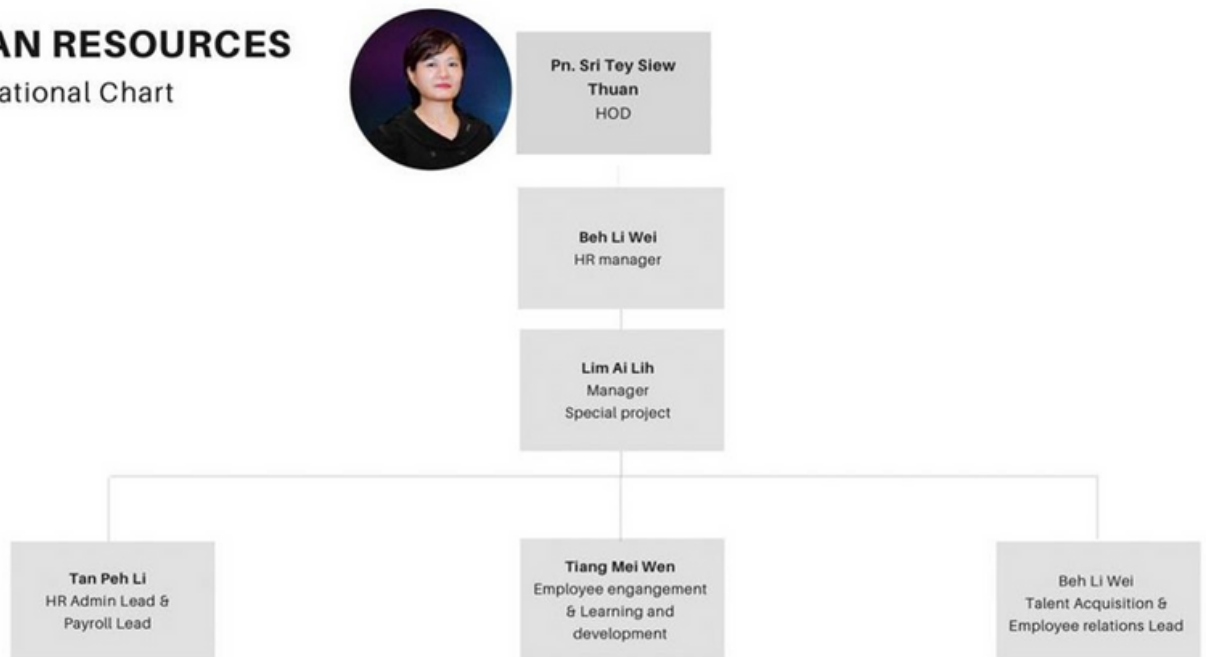 AN RESOURCES
ational Chart
Pn. Sri Tey Siew
Thuan
HOD
Beh Li Wei
HR manager
Lim Ai Lih
Manager
Special project
Tan Peh Li
HR Admin Lead &
Payroll Lead
Tiang Mei Wen
Employee engangement
& Learning and
development
Beh Li Wei
Talent Acquisition &
Employee relations Lead